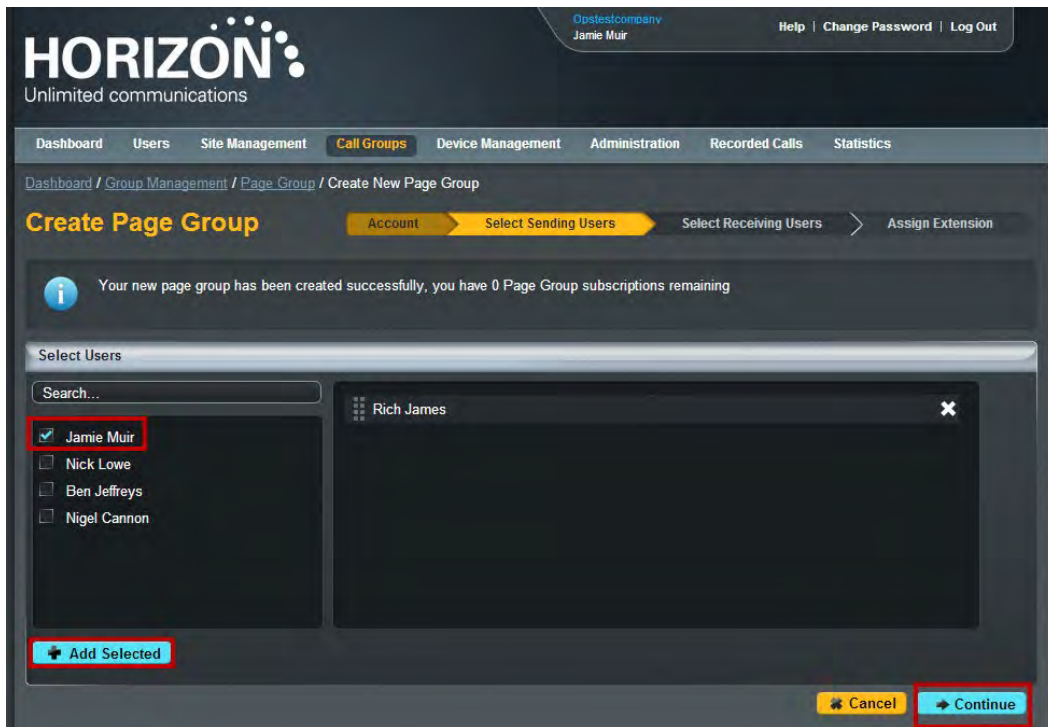 Opstestcompany
Jamie Muir
Help | Change Password | Log Out
HORIZON
Unlimited communications
Dashboard Users Site Management Call Groups Device Management Administration Recorded Calls Statistics
Dashboard / Group Management / Page Group / Create New Page Group
Create Page Group
Account Select Sending Users Select Receiving Users Assign Extension
Your new page group has been created successfully, you have 0 Page Group subscriptions remaining
Select Users
Search...
Jamie Muir
Nick Lowe
Ben Jeffreys
Nigel Cannon
Rich James
Add Selected
Cancel
Continue